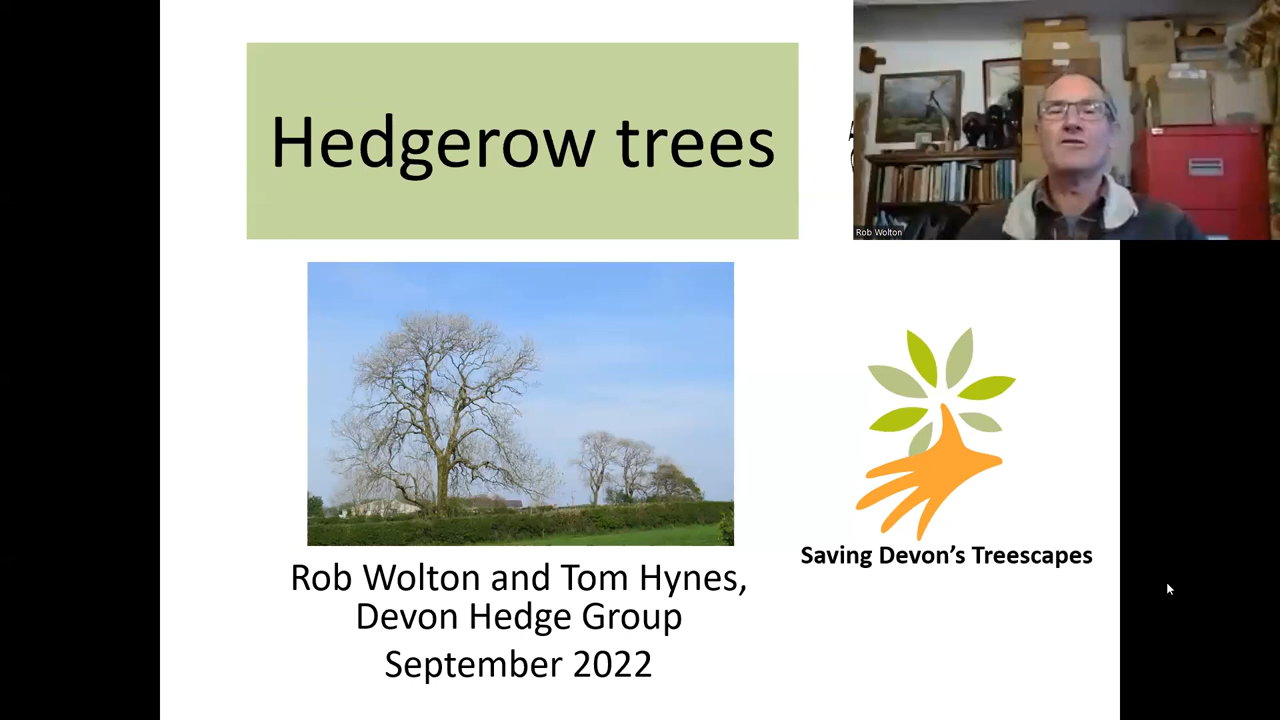 Hedgerow trees
Rob Wolton
Saving Devon's Treescapes
Rob Wolton and Tom Hynes,
Devon Hedge Group
September 2022